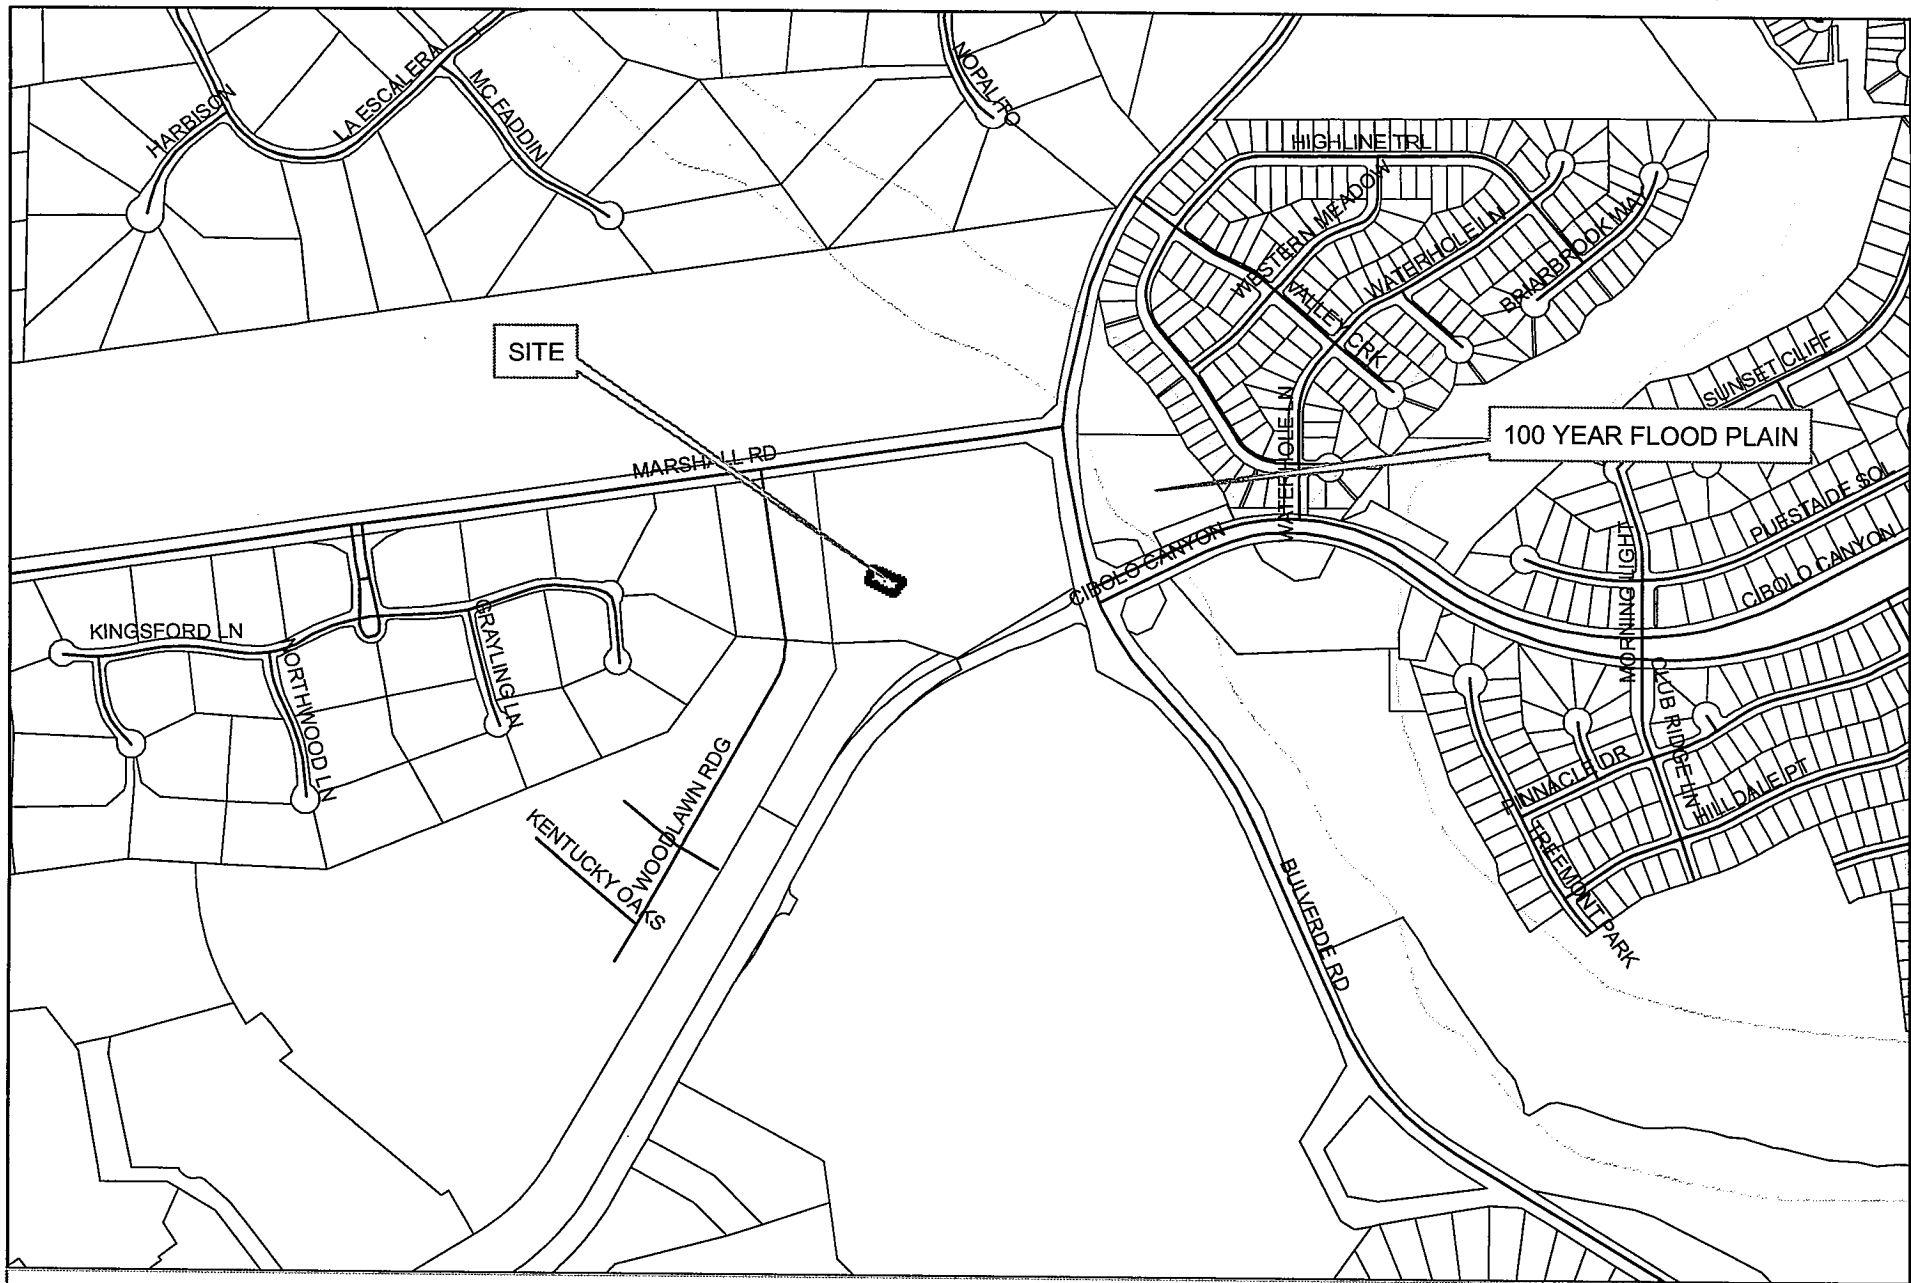 NOPALITO
LA ESCALERA
MC FADDIN
HARBISON
HIGHLINE TRL
WESTERN MEADOW
WATERHOLE LN
BRIARBROOK WAY
VALLEY CRK
SITE
SUNSET CLIFF
100 YEAR FLOOD PLAIN
WATERHOLE LN
MARSHALL RD
PUESTA DE SOL
CIBOLO CANYON
CIBOLO CANYON
MORNING LIGHT
KINGSFORD LN
GRAYLING LN
NORTHWOOD LN
CLUB RIDGE LN
PINNACLE DR
HILLDALE PT
TREEMONT PARK
WOODLAWN RDG
KENTUCKY OAKS
BULVERDE RD